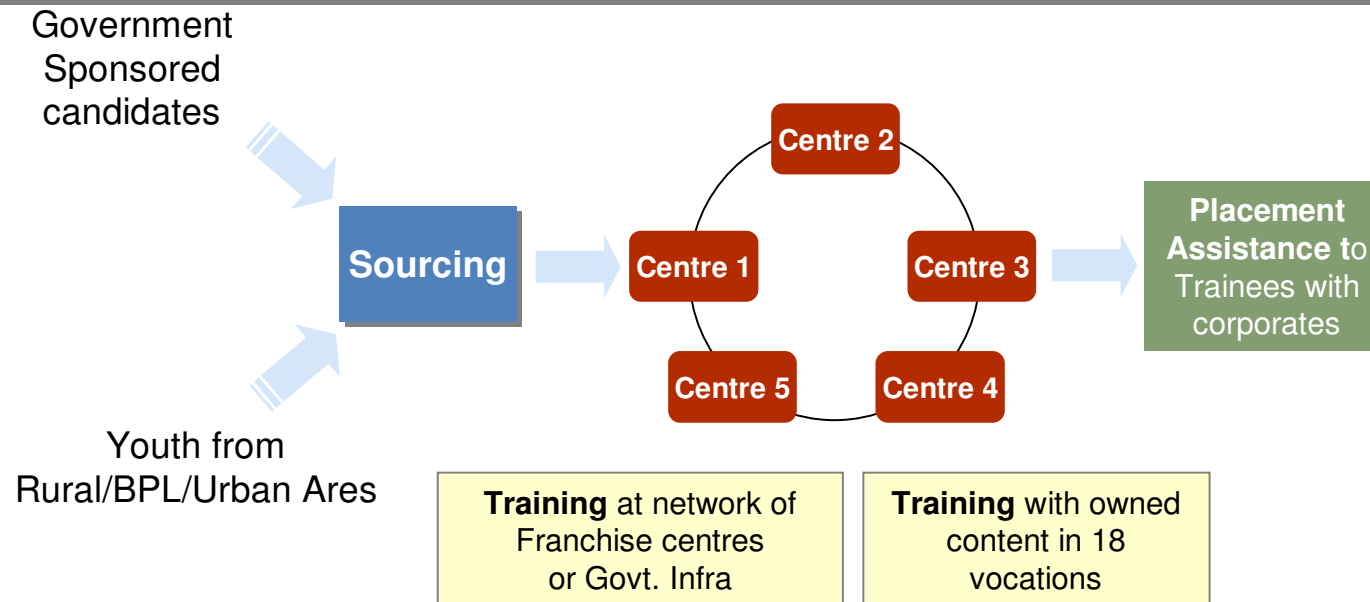 Government
Sponsored
candidates
Centre 2
Sourcing
Centre 1
Centre 3
Placement
Assistance to
Trainees with
corporates
Centre 5
Centre 4
Youth from
Rural/BPL/Urban Ares
Training at network of
Franchise centres
or Govt. Infra
Training with owned
content in 18
vocations